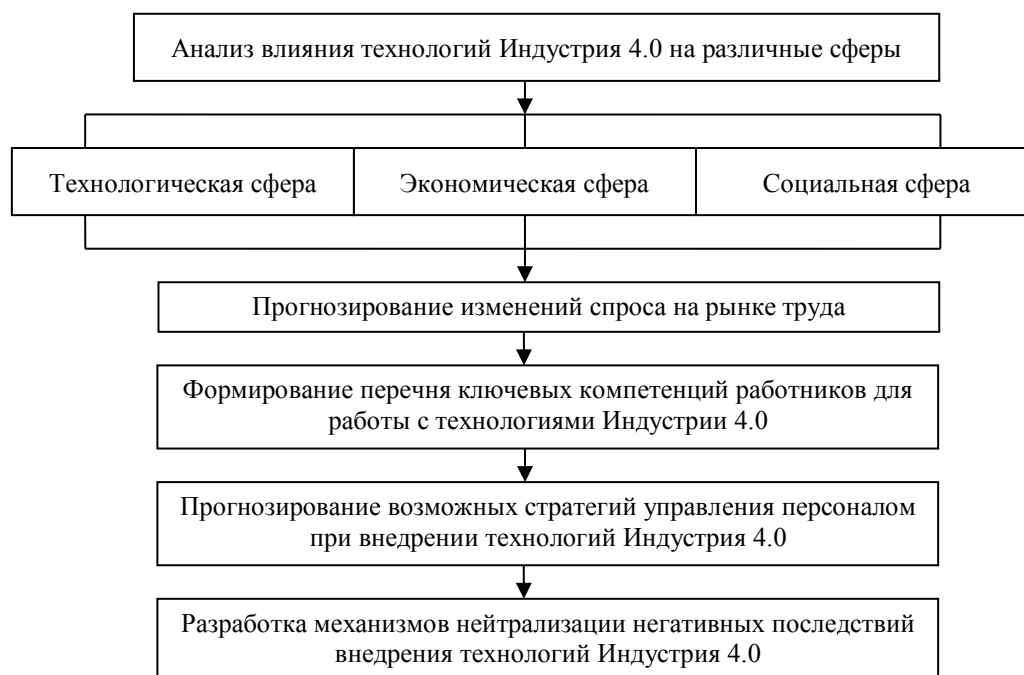 Анализ влияния технологий Индустрия 4.0 на различные сферы
Технологическая сфера
Экономическая сфера
Социальная сфера
Прогнозирование изменений спроса на рынке труда
Формирование перечня ключевых компетенций работников для
работы с технологиями Индустрии 4.0
Прогнозирование возможных стратегий управления персоналом
при внедрении технологий Индустрия 4.0
Разработка механизмов нейтрализации негативных последствий
внедрения технологий Индустрия 4.0